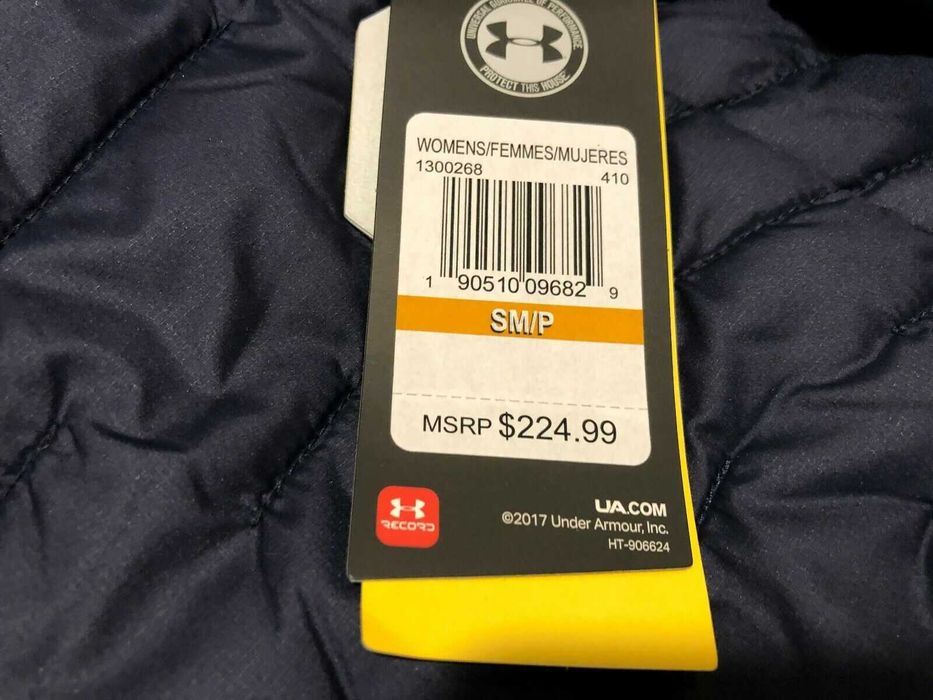 UNIVERSAL GUARANTEE OF PERFORMANCE
PROTECT THIS HOUSE
WOMENS/FEMMES/MUJERES
1300268 410
1 90510 09682 9
SM/P
MSRP $224.99
RECORD
UA.COM
©2017 Under Armour, Inc.
HT-906624